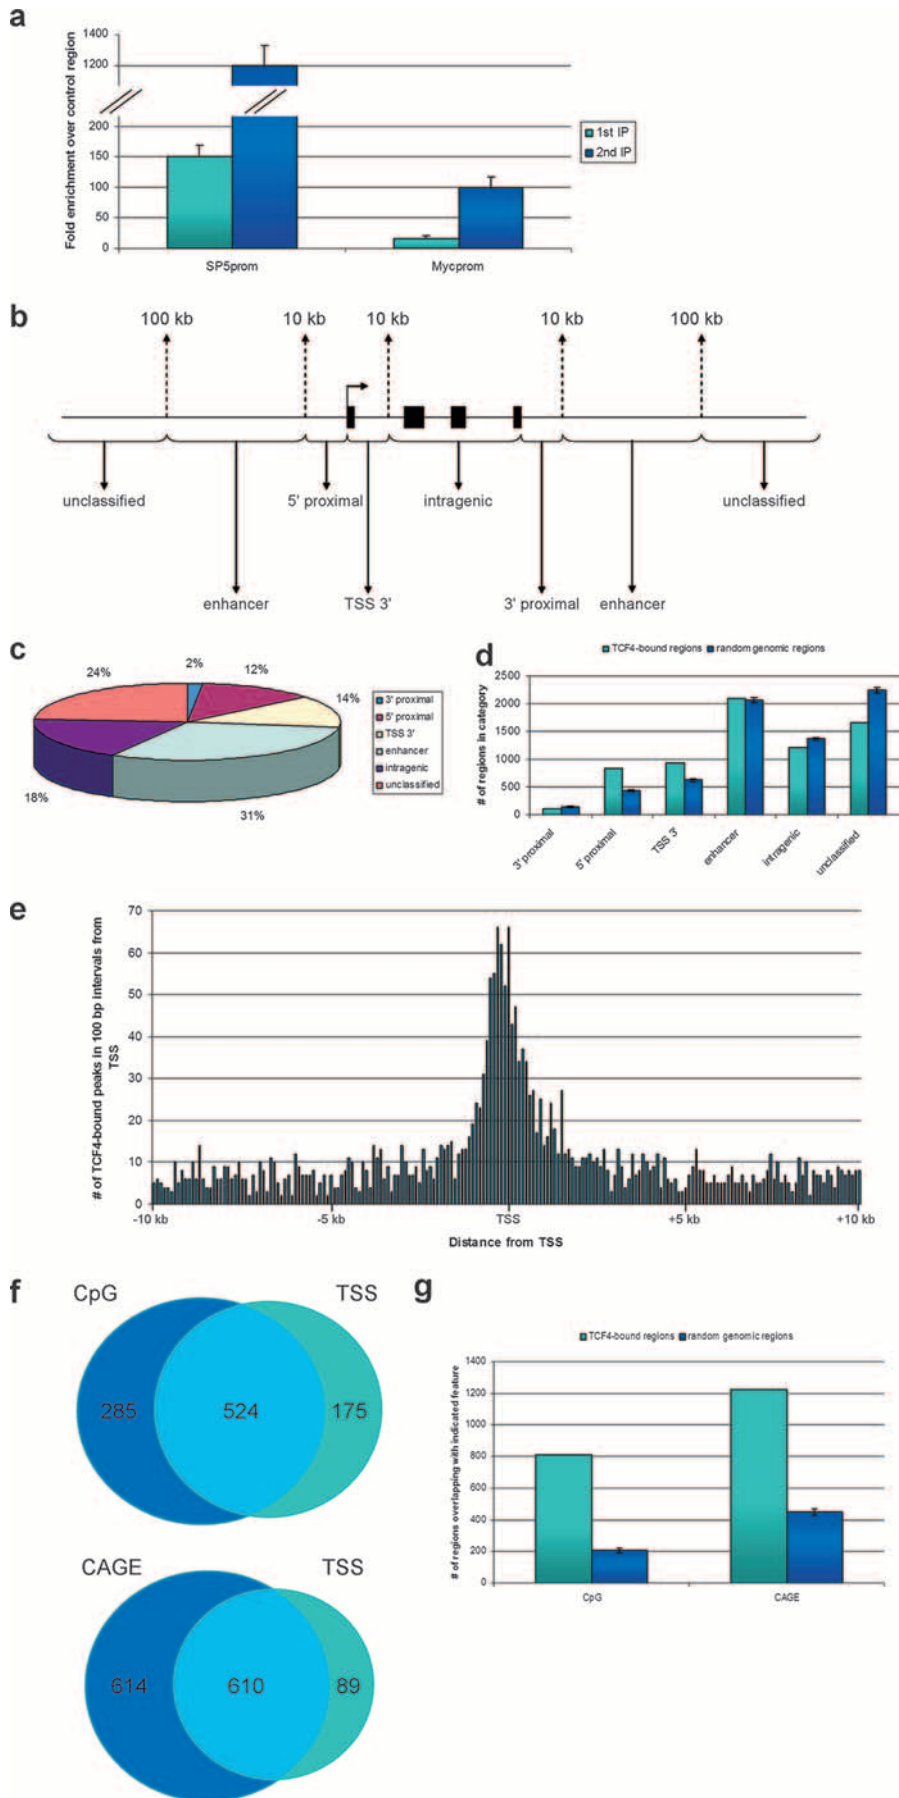 a
Fold enrichment over control region
1400
1200
200
150
100
50
0
SP5prom
Mycprom
1st IP
2nd IP
b
100 kb
10 kb
10 kb
10 kb
100 kb
unclassified
5' proximal
intragenic
unclassified
enhancer
TSS 3'
3' proximal
enhancer
c
24%
2%
12%
14%
31%
18%
3' proximal
5' proximal
TSS 3'
enhancer
intragenic
unclassified
d
TCF4-bound regions
random genomic regions
# of regions in category
2500
2000
1500
1000
500
0
3' proximal
5' proximal
TSS 3'
enhancer
intragenic
unclassified
e
# of TCF4-bound peaks in 100 bp intervals from
TSS
70
60
50
40
30
20
10
0
-10 kb
-5 kb
TSS
+5 kb
+10 kb
Distance from TSS
f
CpG
TSS
285
524
175
CAGE
TSS
614
610
89
g
TCF4-bound regions
random genomic regions
# of regions overlapping with indicated feature
1400
1200
1000
800
600
400
200
0
CpG
CAGE